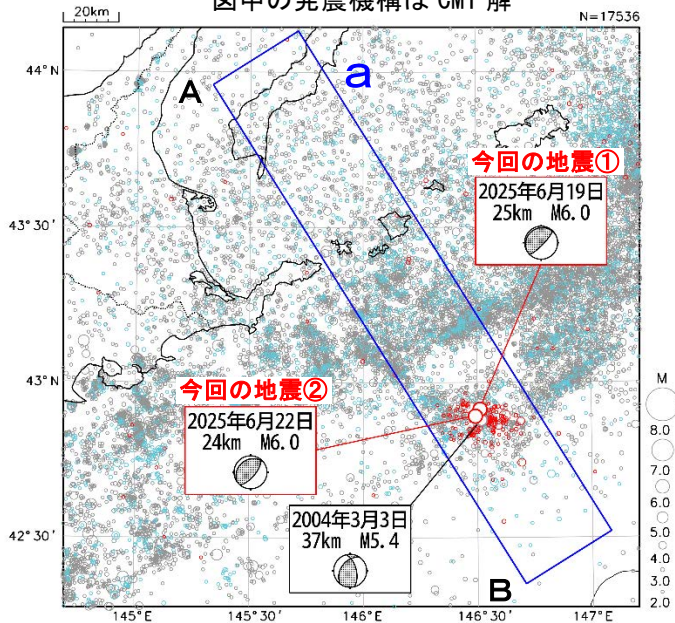 図中の発震機構は CMT 解
20km
N=17536
44°N
A
a
今回の地震①
2025年6月19日
25km M6.0
43°30′
43°N
今回の地震②
2025年6月22日
24km M6.0
2004年3月3日
37km M5.4
42°30′
B
M
8.0
7.0
6.0
5.0
4.0
3.0
2.0
145°E
145°30′
146°E
146°30′
147°E